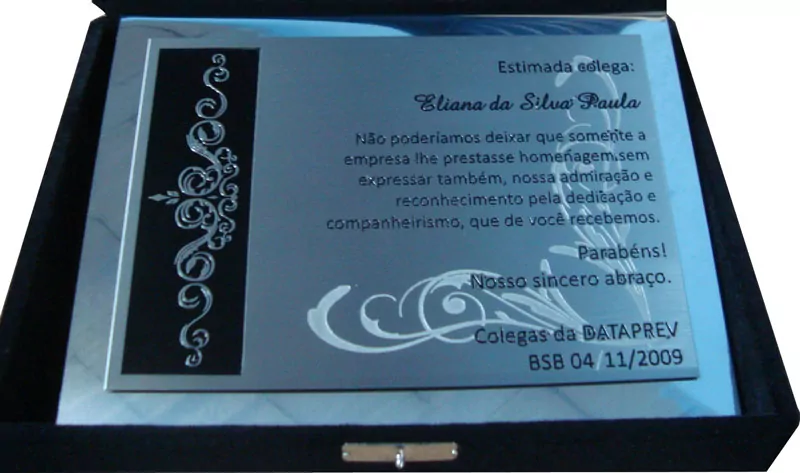 Estimada colega:
Eliana da Silva Paula
Não poderíamos deixar que somente a
empresa lhe prestasse homenagem,sem
expressar também, nossa admiração e
reconhecimento pela dedicação e
companheirismo, que de você recebemos.
Parabéns!
Nosso sincero abraço.
Colegas da DATAPREV
BSB 04 11/2009